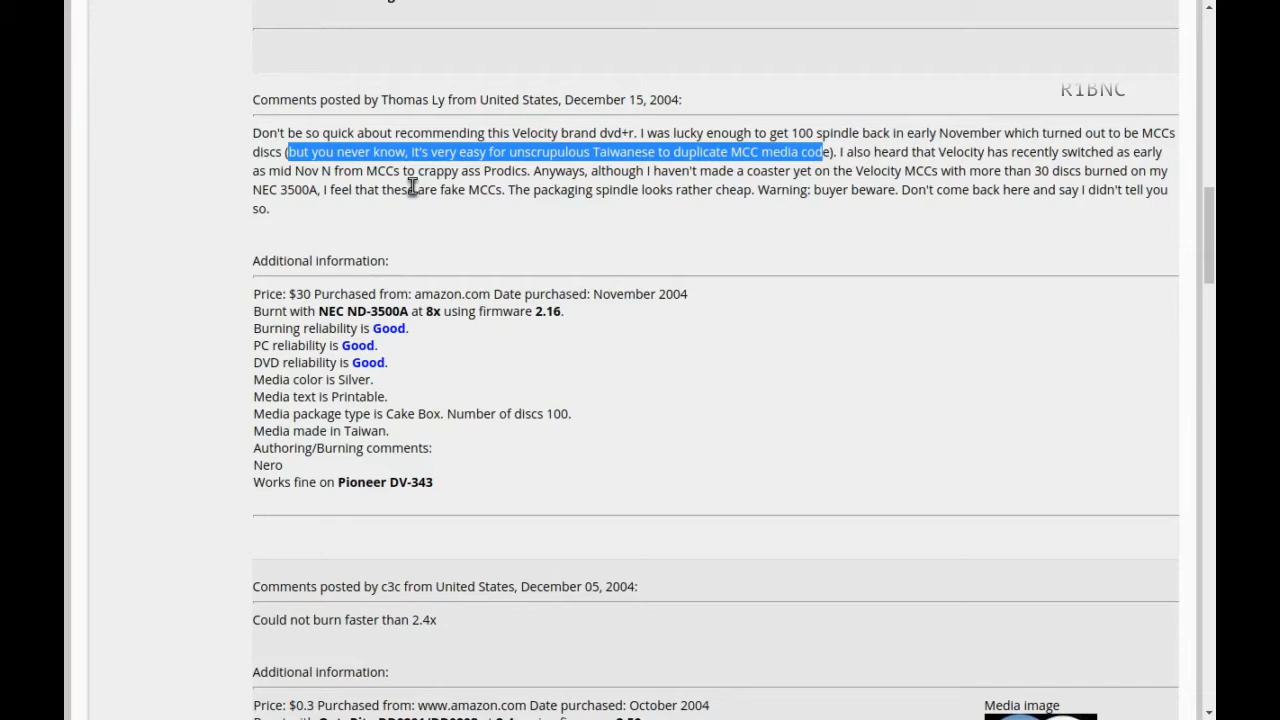 R1BNC
Comments posted by Thomas Ly from United States, December 15, 2004:
Don't be so quick about recommending this Velocity brand dvd+r. I was lucky enough to get 100 spindle back in early November which turned out to be MCCs
discs (but you never know, it's very easy for unscrupulous Taiwanese to duplicate MCC media code). I also heard that Velocity has recently switched as early
as mid Nov N from MCCs to crappy ass Prodics. Anyways, although I haven't made a coaster yet on the Velocity MCCs with more than 30 discs burned on my
NEC 3500A, I feel that these are fake MCCs. The packaging spindle looks rather cheap. Warning: buyer beware. Don't come back here and say I didn't tell you
so.
Additional information:
Price: $30 Purchased from: amazon.com Date purchased: November 2004
Burnt with NEC ND-3500A at 8x using firmware 2.16.
Burning reliability is Good.
PC reliability is Good.
DVD reliability is Good.
Media color is Silver.
Media text is Printable.
Media package type is Cake Box. Number of discs 100.
Media made in Taiwan.
Authoring/Burning comments:
Nero
Works fine on Pioneer DV-343
Comments posted by c3c from United States, December 05, 2004:
Could not burn faster than 2.4x
Additional information:
Price: $0.3 Purchased from: www.amazon.com Date purchased: October 2004
Media image